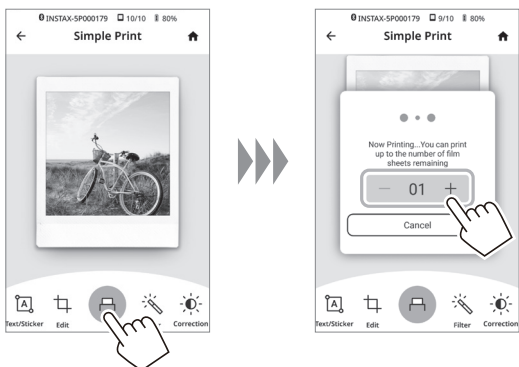 INSTAX-5P000179 10/10 80%
Simple Print
A
Text/Sticker Edit Correction
INSTAX-5P000179 9/10 80%
Simple Print
Now Printing...You can print
up to the number of film
sheets remaining
— 01 +
Cancel
A
Text/Sticker Edit Filter Correction